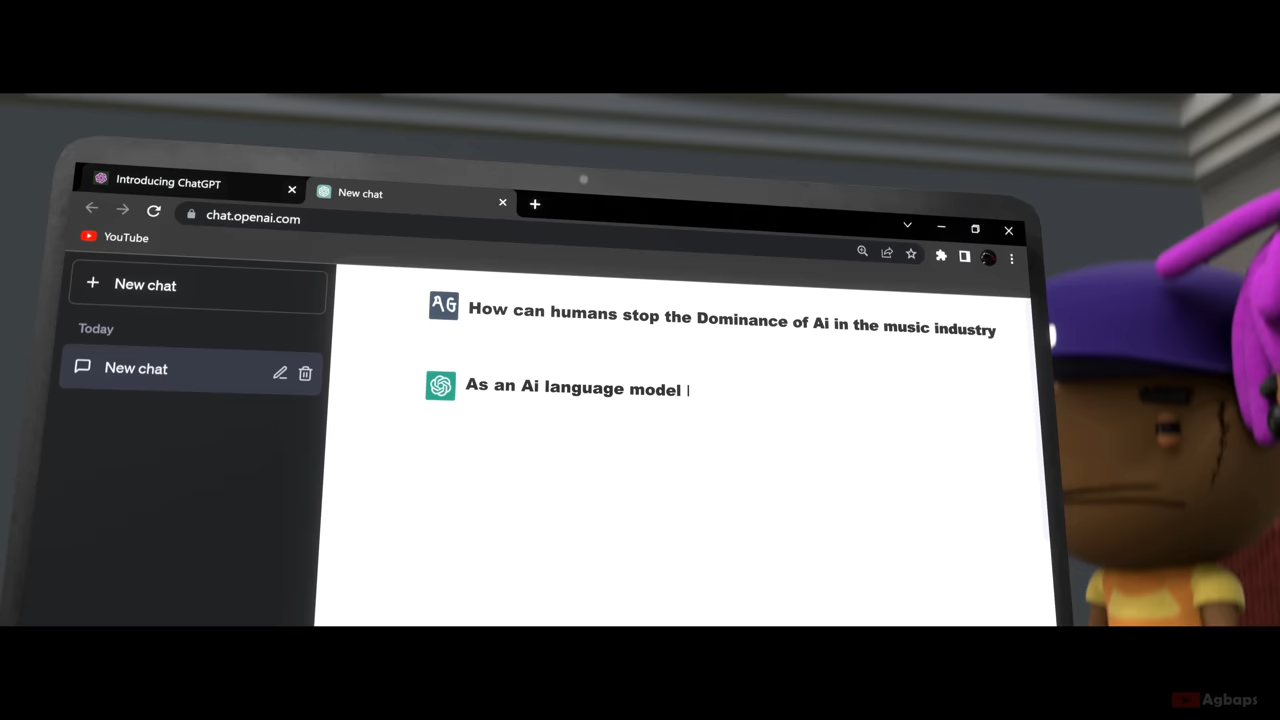 Introducing ChatGPT
New chat
chat.openai.com
YouTube
New chat
Today
New chat
AG
How can humans stop the Dominance of Ai in the music industry
As an Ai language model
Agbaps